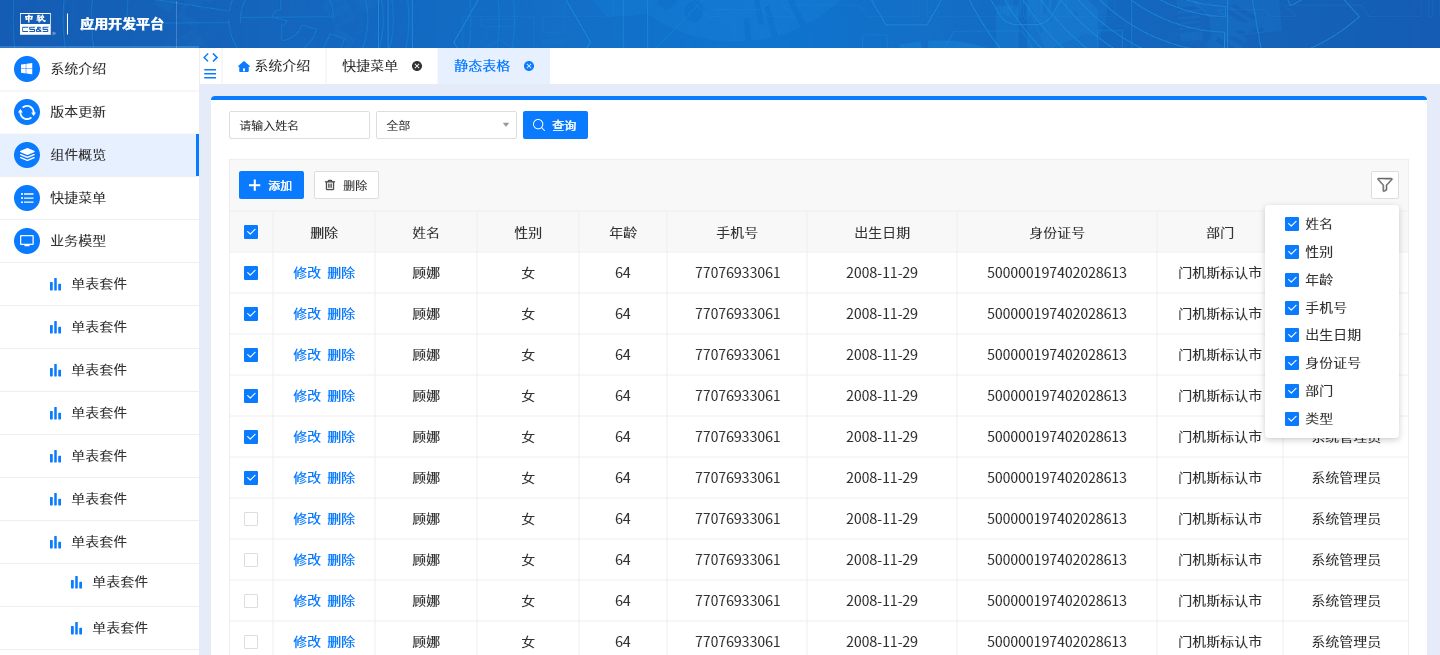 中软
CS&S
应用开发平台
系统介绍
版本更新
组件概览
快捷菜单
业务模型
单表套件
单表套件
单表套件
单表套件
单表套件
单表套件
单表套件
单表套件
单表套件
系统介绍 快捷菜单 静态表格
请输入姓名 全部 查询
添加 删除
删除 姓名 性别 年龄 手机号 出生日期 身份证号 部门
修改 删除 顾娜 女 64 77076933061 2008-11-29 500000197402028613 门机斯标认市
修改 删除 顾娜 女 64 77076933061 2008-11-29 500000197402028613 门机斯标认市
修改 删除 顾娜 女 64 77076933061 2008-11-29 500000197402028613 门机斯标认市
修改 删除 顾娜 女 64 77076933061 2008-11-29 500000197402028613 门机斯标认市
修改 删除 顾娜 女 64 77076933061 2008-11-29 500000197402028613 门机斯标认市 系统管理员
修改 删除 顾娜 女 64 77076933061 2008-11-29 500000197402028613 门机斯标认市 系统管理员
修改 删除 顾娜 女 64 77076933061 2008-11-29 500000197402028613 门机斯标认市 系统管理员
修改 删除 顾娜 女 64 77076933061 2008-11-29 500000197402028613 门机斯标认市 系统管理员
修改 删除 顾娜 女 64 77076933061 2008-11-29 500000197402028613 门机斯标认市 系统管理员
修改 删除 顾娜 女 64 77076933061 2008-11-29 500000197402028613 门机斯标认市 系统管理员
姓名
性别
年龄
手机号
出生日期
身份证号
部门
类型